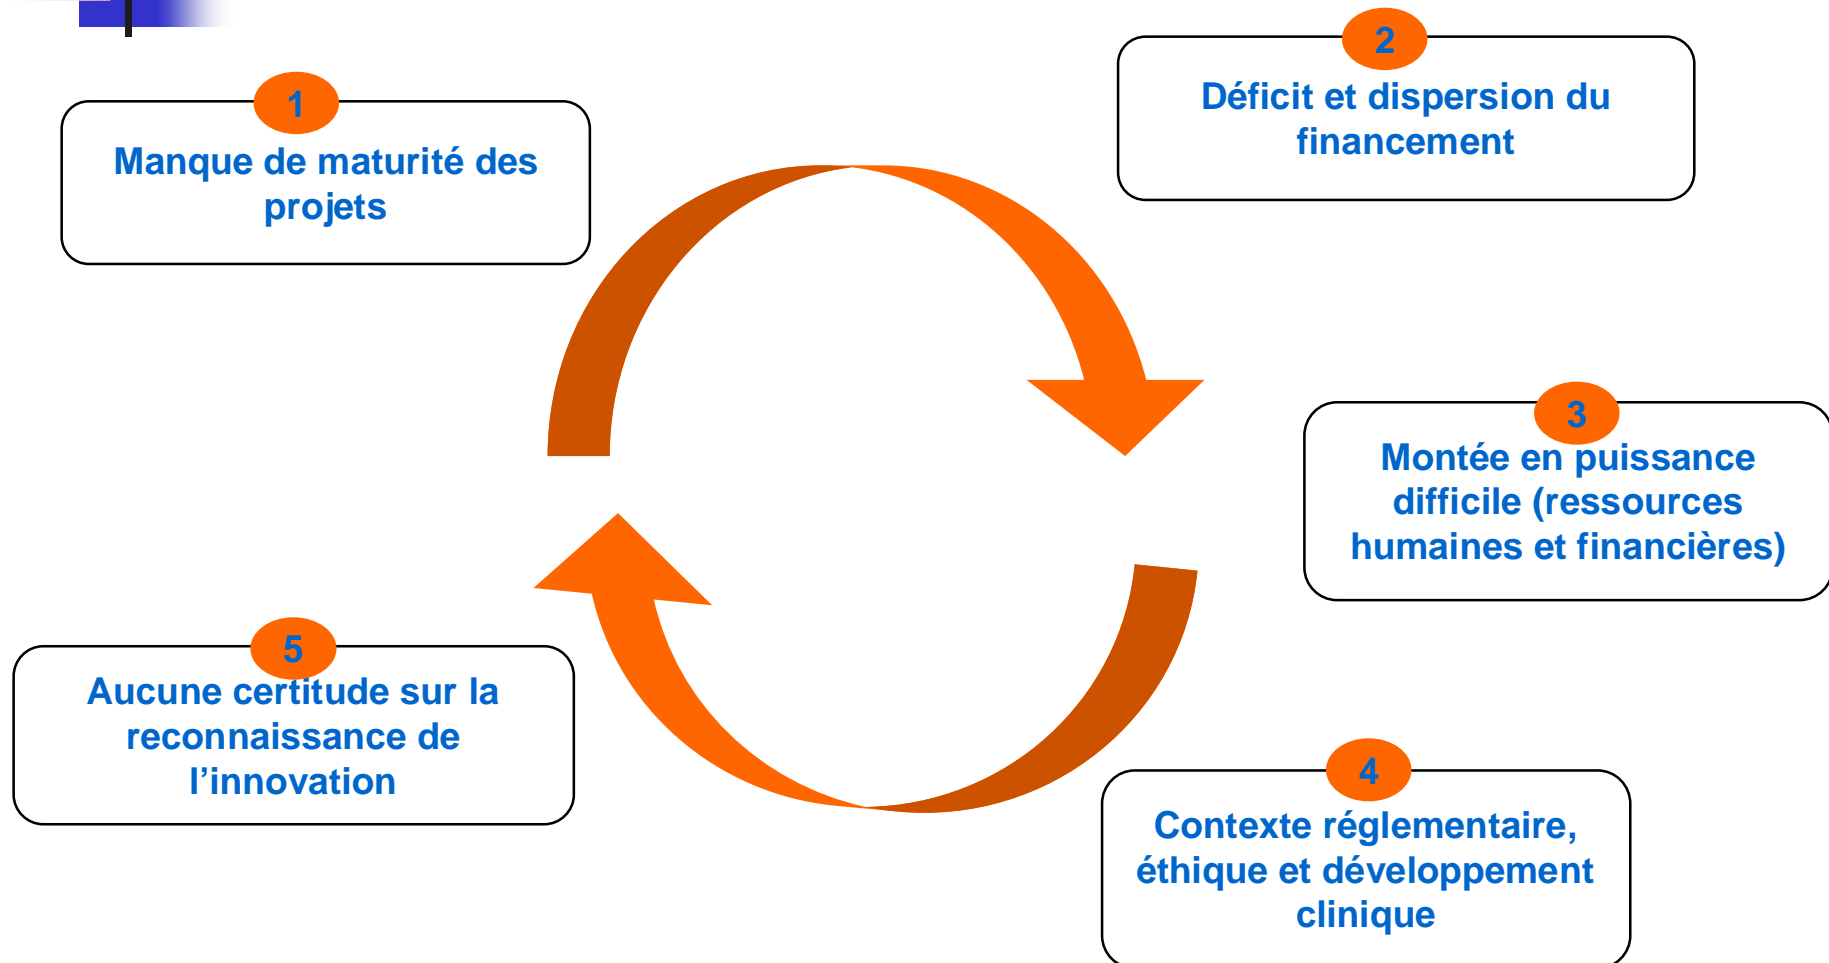 1
Manque de maturité des
projets
2
Déficit et dispersion du
financement
3
Montée en puissance
difficile (ressources
humaines et financières)
4
Contexte réglementaire,
éthique et développement
clinique
5
Aucune certitude sur la
reconnaissance de
l’innovation